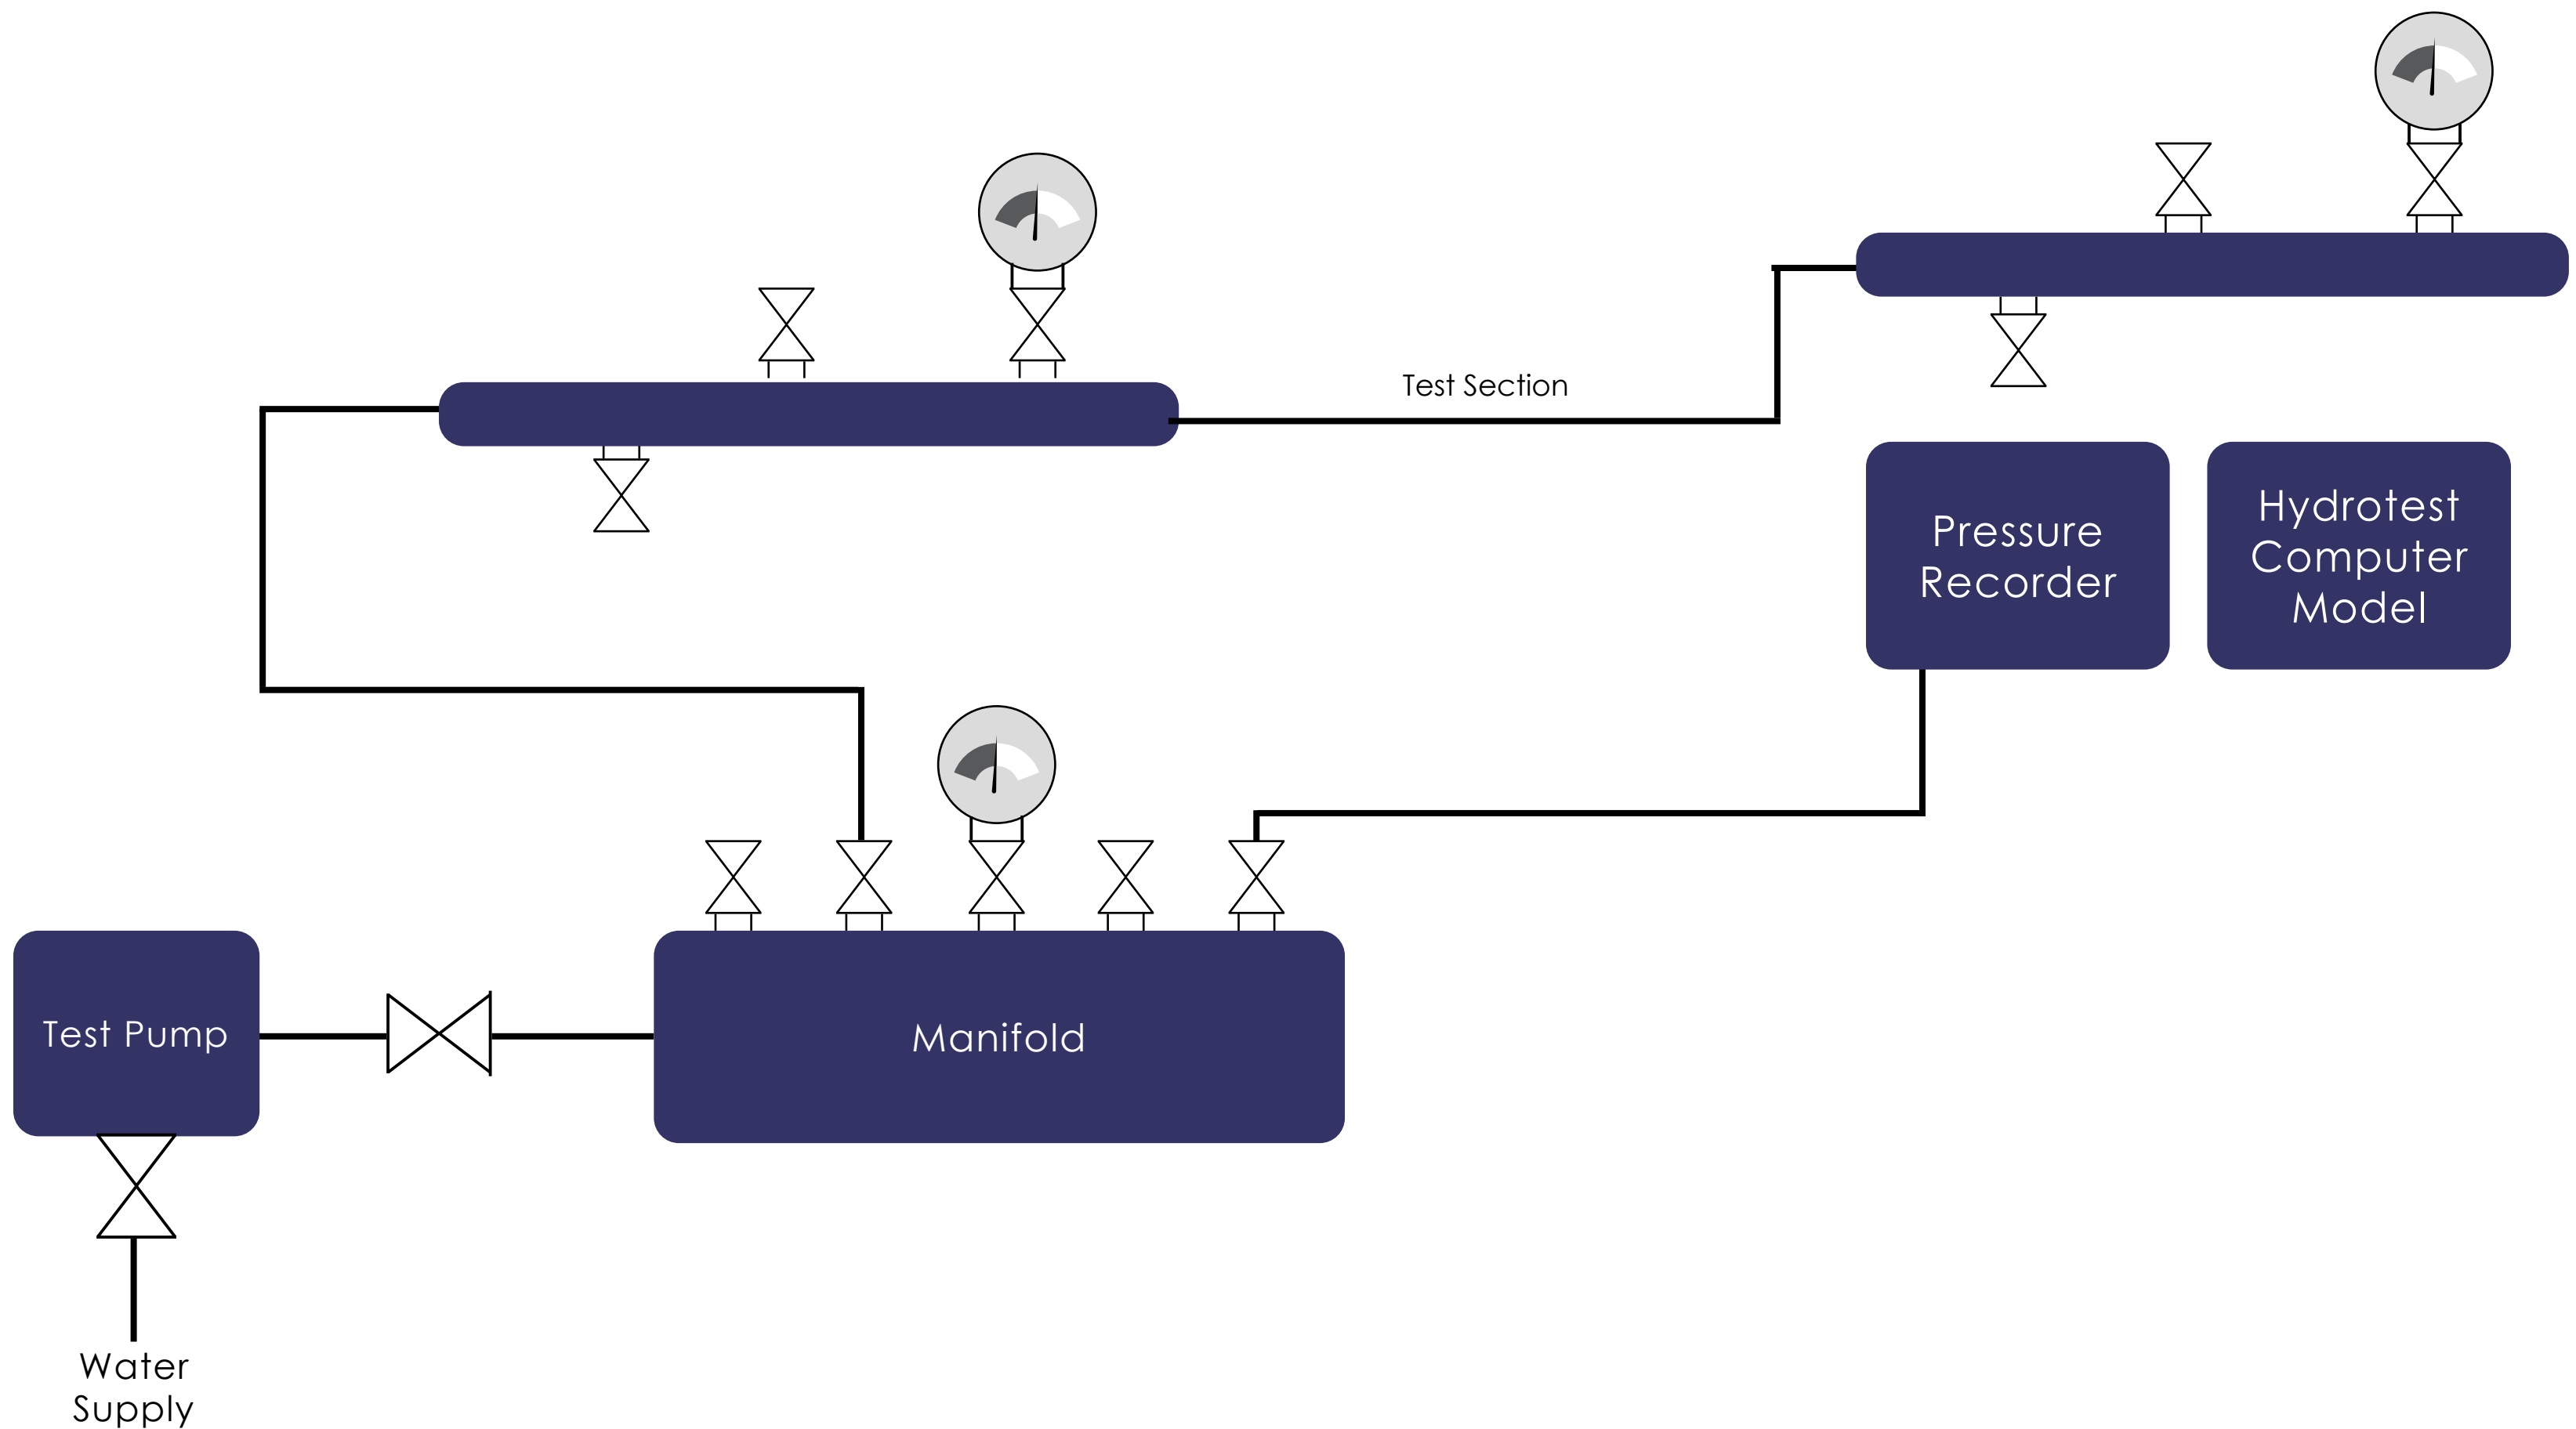 Test Section
Pressure
Recorder
Hydrotest
Computer
Model
Test Pump
Manifold
Water
Supply